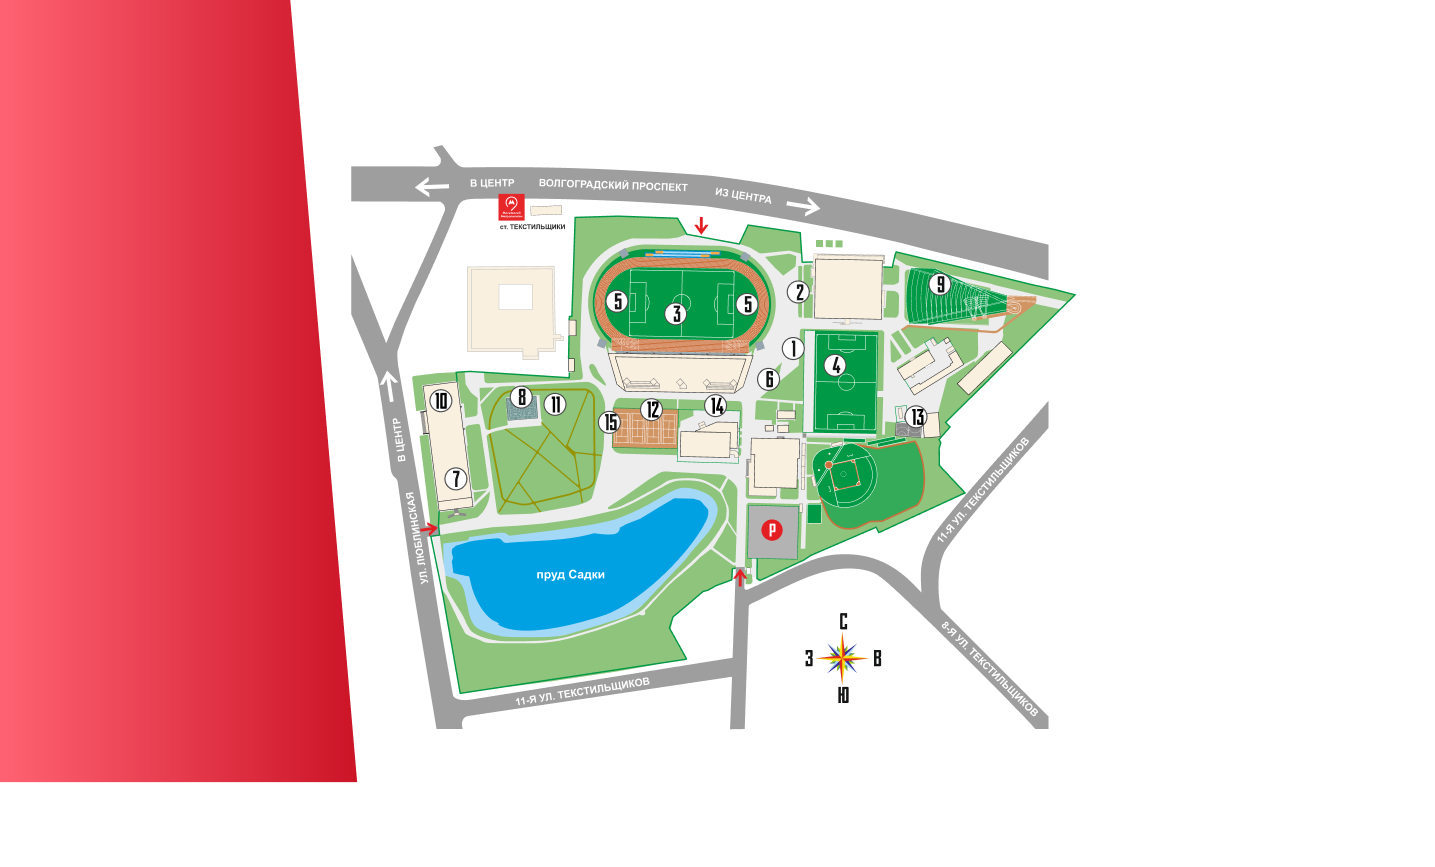 В ЦЕНТР ВОЛГОГРАДСКИЙ ПРОСПЕКТ ИЗ ЦЕНТРА
ст. ТЕКСТИЛЬЩИКИ
9
2
5
5
3
1
4
6
10
8
11
12
14
15
13
В ЦЕНТР
7
УЛ. ЛЮБЛИНСКАЯ
11-Я УЛ. ТЕКСТИЛЬЩИКОВ
P
пруд Садки
С
8-Я УЛ. ТЕКСТИЛЬЩИКОВ
З В
Ю
11-Я УЛ. ТЕКСТИЛЬЩИКОВ